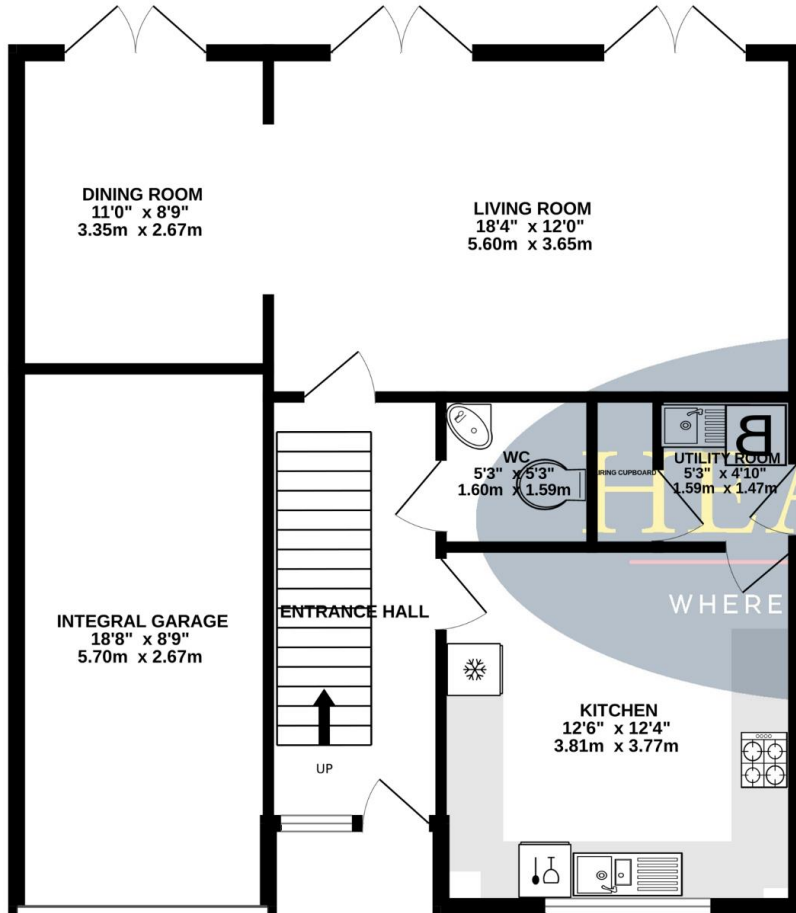 DINING ROOM
11'0" x 8'9"
3.35m x 2.67m
LIVING ROOM
18'4" x 12'0"
5.60m x 3.65m
WC
5'3" x 5'3"
1.60m x 1.59m
IRING CUPBOARD
B
UTILITY ROOM
5'3" x 4'10"
1.59m x 1.47m
HEA
WHERE
INTEGRAL GARAGE
18'8" x 8'9"
5.70m x 2.67m
ENTRANCE HALL
UP
KITCHEN
12'6" x 12'4"
3.81m x 3.77m